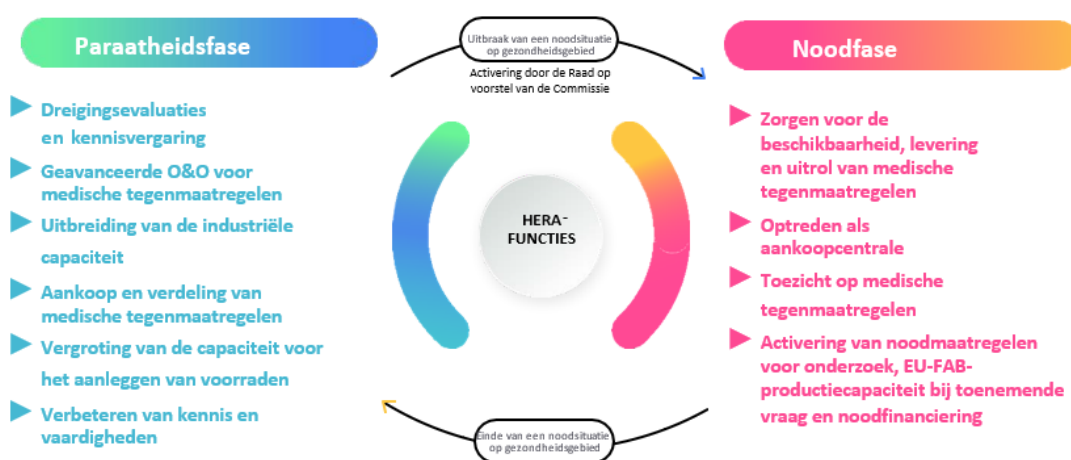 Paraatheidsfase
Dreigingsevaluaties
en kennisvergaring
Geavanceerde O&O voor
medische tegenmaatregelen
Uitbreiding van de industriële
capaciteit
Aankoop en verdeling van
medische tegenmaatregelen
Vergroting van de capaciteit voor
het aanleggen van voorraden
Verbeteren van kennis en
vaardigheden
Uitbraak van een noodsituatie
op gezondheidsgebied
Activering door de Raad op
voorstel van de Commissie
HERA-
FUNCTIES
Einde van een noodsituatie
op gezondheidsgebied
Noodfase
Zorgen voor de
beschikbaarheid, levering
en uitrol van medische
tegenmaatregelen
Optreden als
aankoopcentrale
Toezicht op medische
tegenmaatregelen
Activering van noodmaatregelen
voor onderzoek, EU-FAB-
productiecapaciteit bij toenemende
vraag en noodfinanciering